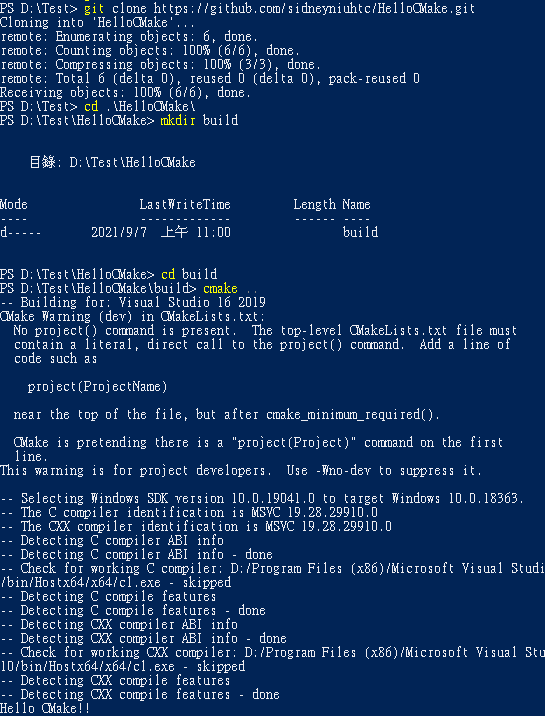 PS D:\Test> git clone https://github.com/sidneyniuhtc/HelloCMake.git
Cloning into 'HelloCMake'...
remote: Enumerating objects: 6, done.
remote: Counting objects: 100% (6/6), done.
remote: Compressing objects: 100% (3/3), done.
remote: Total 6 (delta 0), reused 0 (delta 0), pack-reused 0
Receiving objects: 100% (6/6), done.
PS D:\Test> cd .\HelloCMake\
PS D:\Test\HelloCMake> mkdir build
目錄: D:\Test\HelloCMake
Mode LastWriteTime Length Name
---- ------------- ------ ----
d----- 2021/9/7 上午 11:00 build
PS D:\Test\HelloCMake> cd build
PS D:\Test\HelloCMake\build> cmake ..
-- Building for: Visual Studio 16 2019
CMake Warning (dev) in CMakeLists.txt:
No project() command is present. The top-level CMakeLists.txt file must
contain a literal, direct call to the project() command. Add a line of
code such as
project(ProjectName)
near the top of the file, but after cmake_minimum_required().
CMake is pretending there is a "project(Project)" command on the first
line.
This warning is for project developers. Use -Wno-dev to suppress it.
-- Selecting Windows SDK version 10.0.19041.0 to target Windows 10.0.18363.
-- The C compiler identification is MSVC 19.28.29910.0
-- The CXX compiler identification is MSVC 19.28.29910.0
-- Detecting C compiler ABI info
-- Detecting C compiler ABI info - done
-- Check for working C compiler: D:/Program Files (x86)/Microsoft Visual Studi
/bin/Hostx64/x64/cl.exe - skipped
-- Detecting C compile features
-- Detecting C compile features - done
-- Detecting CXX compiler ABI info
-- Detecting CXX compiler ABI info - done
-- Check for working CXX compiler: D:/Program Files (x86)/Microsoft Visual Stu
10/bin/Hostx64/x64/cl.exe - skipped
-- Detecting CXX compile features
-- Detecting CXX compile features - done
Hello CMake!!